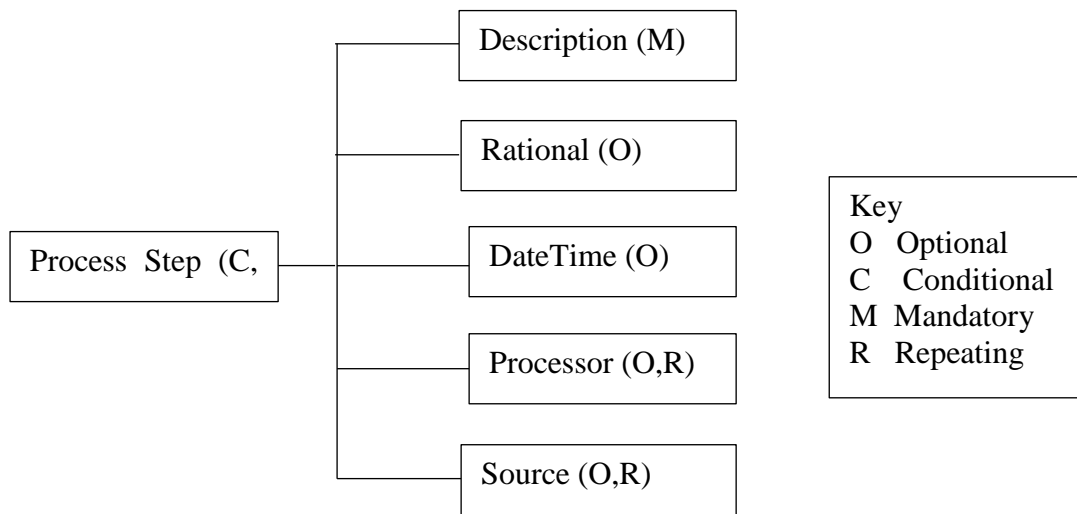 Description (M)
Rational (O)
Process Step (C,
DateTime (O)
Processor (O,R)
Source (O,R)
Key
O Optional
C Conditional
M Mandatory
R Repeating